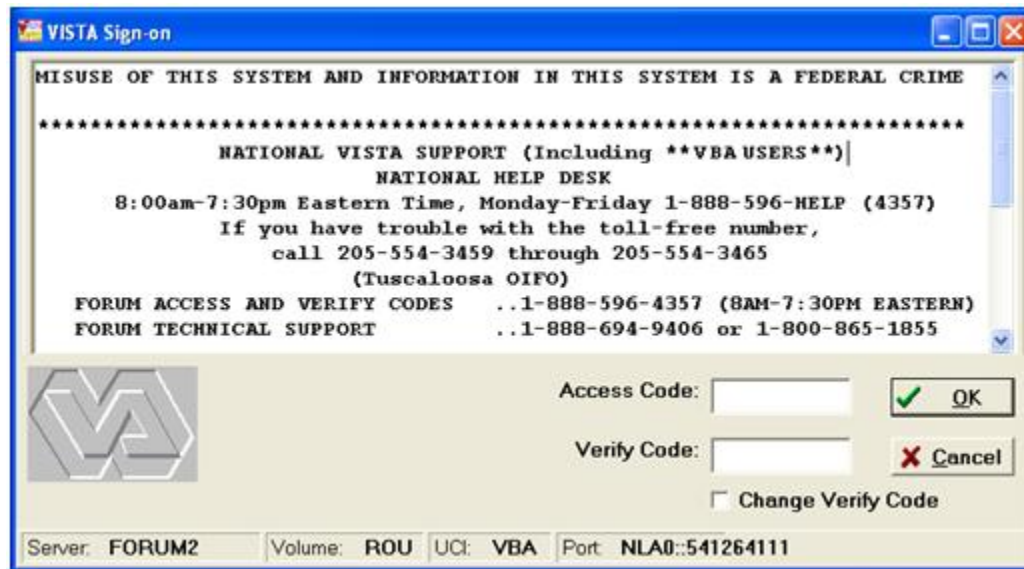 VISTA Sign-on
MISUSE OF THIS SYSTEM AND INFORMATION IN THIS SYSTEM IS A FEDERAL CRIME
*************************************************************************
NATIONAL VISTA SUPPORT (Including **VBA USERS**)
NATIONAL HELP DESK
8:00am-7:30pm Eastern Time, Monday-Friday 1-888-596-HELP (4357)
If you have trouble with the toll-free number,
call 205-554-3459 through 205-554-3465
(Tuscaloosa OIFO)
FORUM ACCESS AND VERIFY CODES ..1-888-596-4357 (8AM-7:30PM EASTERN)
FORUM TECHNICAL SUPPORT ..1-888-694-9406 or 1-800-865-1855
VA
Access Code:
OK
Verify Code:
Cancel
Change Verify Code
Server: FORUM2 Volume: ROU UCI: VBA Port: NLA0::541264111